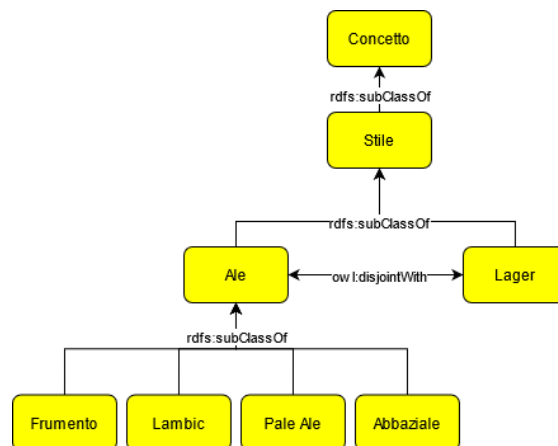 Concetto
rdfs:subClassOf
Stile
rdfs:subClassOf
Ale
owl:disjointWith
Lager
rdfs:subClassOf
Frumento
Lambic
Pale Ale
Abbaziale